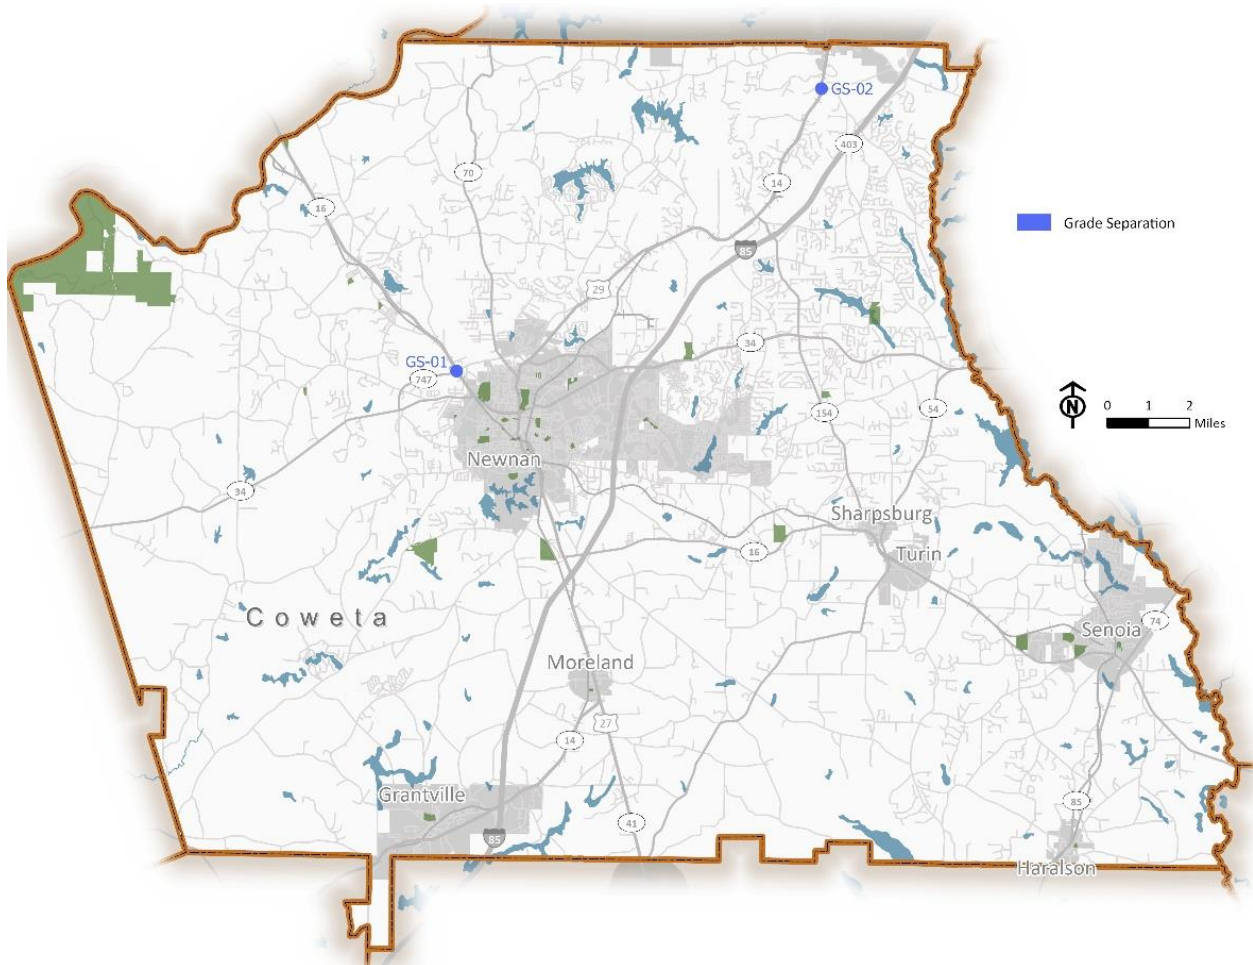 GS-02
403
70
14
16
Grade Separation
85
29
34
GS-01
747
N
0 1 2
Miles
154
54
Newnan
34
Sharpsburg
16
Turin
Coweta
74
Senoia
Moreland
27
14
Grantville
85
41
85
Haralson